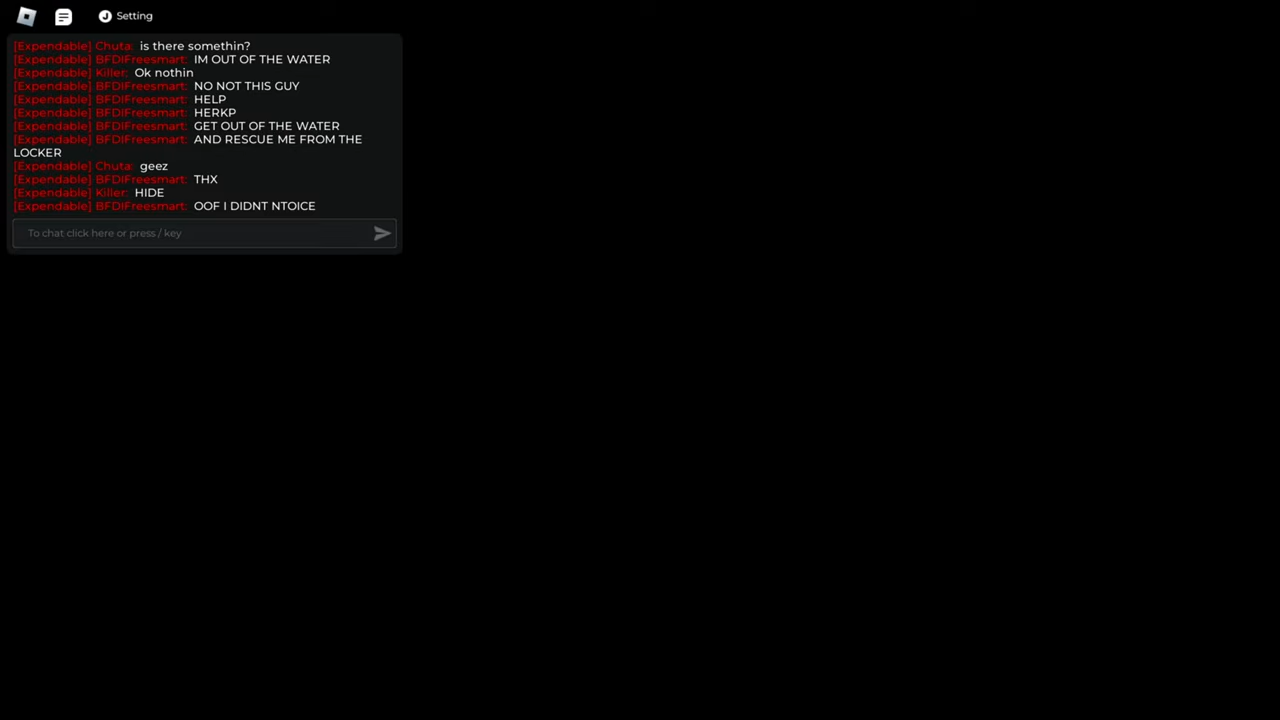 Setting
[Expendable] Chuta: is there somethin?
[Expendable] BFDIFreesmart: IM OUT OF THE WATER
[Expendable] Killer: Ok nothin
[Expendable] BFDIFreesmart: NO NOT THIS GUY
[Expendable] BFDIFreesmart: HELP
[Expendable] BFDIFreesmart: HERKP
[Expendable] BFDIFreesmart: GET OUT OF THE WATER
[Expendable] BFDIFreesmart: AND RESCUE ME FROM THE
LOCKER
[Expendable] Chuta: geez
[Expendable] BFDIFreesmart: THX
[Expendable] Killer: HIDE
[Expendable] BFDIFreesmart: OOF I DIDNT NTOICE
To chat click here or press / key